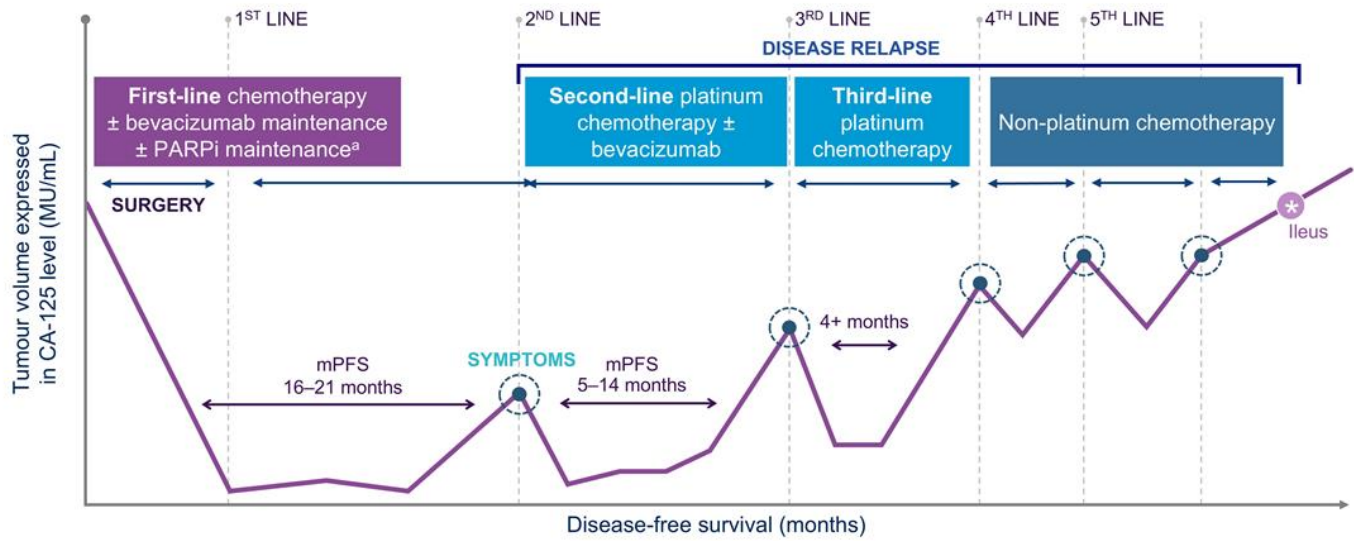 1ST LINE
2ND LINE
3RD LINE
4TH LINE
5TH LINE
DISEASE RELAPSE
First-line chemotherapy
± bevacizumab maintenance
± PARPi maintenanceᵃ
Second-line platinum
chemotherapy ±
bevacizumab
Third-line
platinum
chemotherapy
Non-platinum chemotherapy
SURGERY
*
Ileus
4+ months
SYMPTOMS
mPFS
16–21 months
mPFS
5–14 months
Tumour volume expressed
in CA-125 level (MU/mL)
Disease-free survival (months)